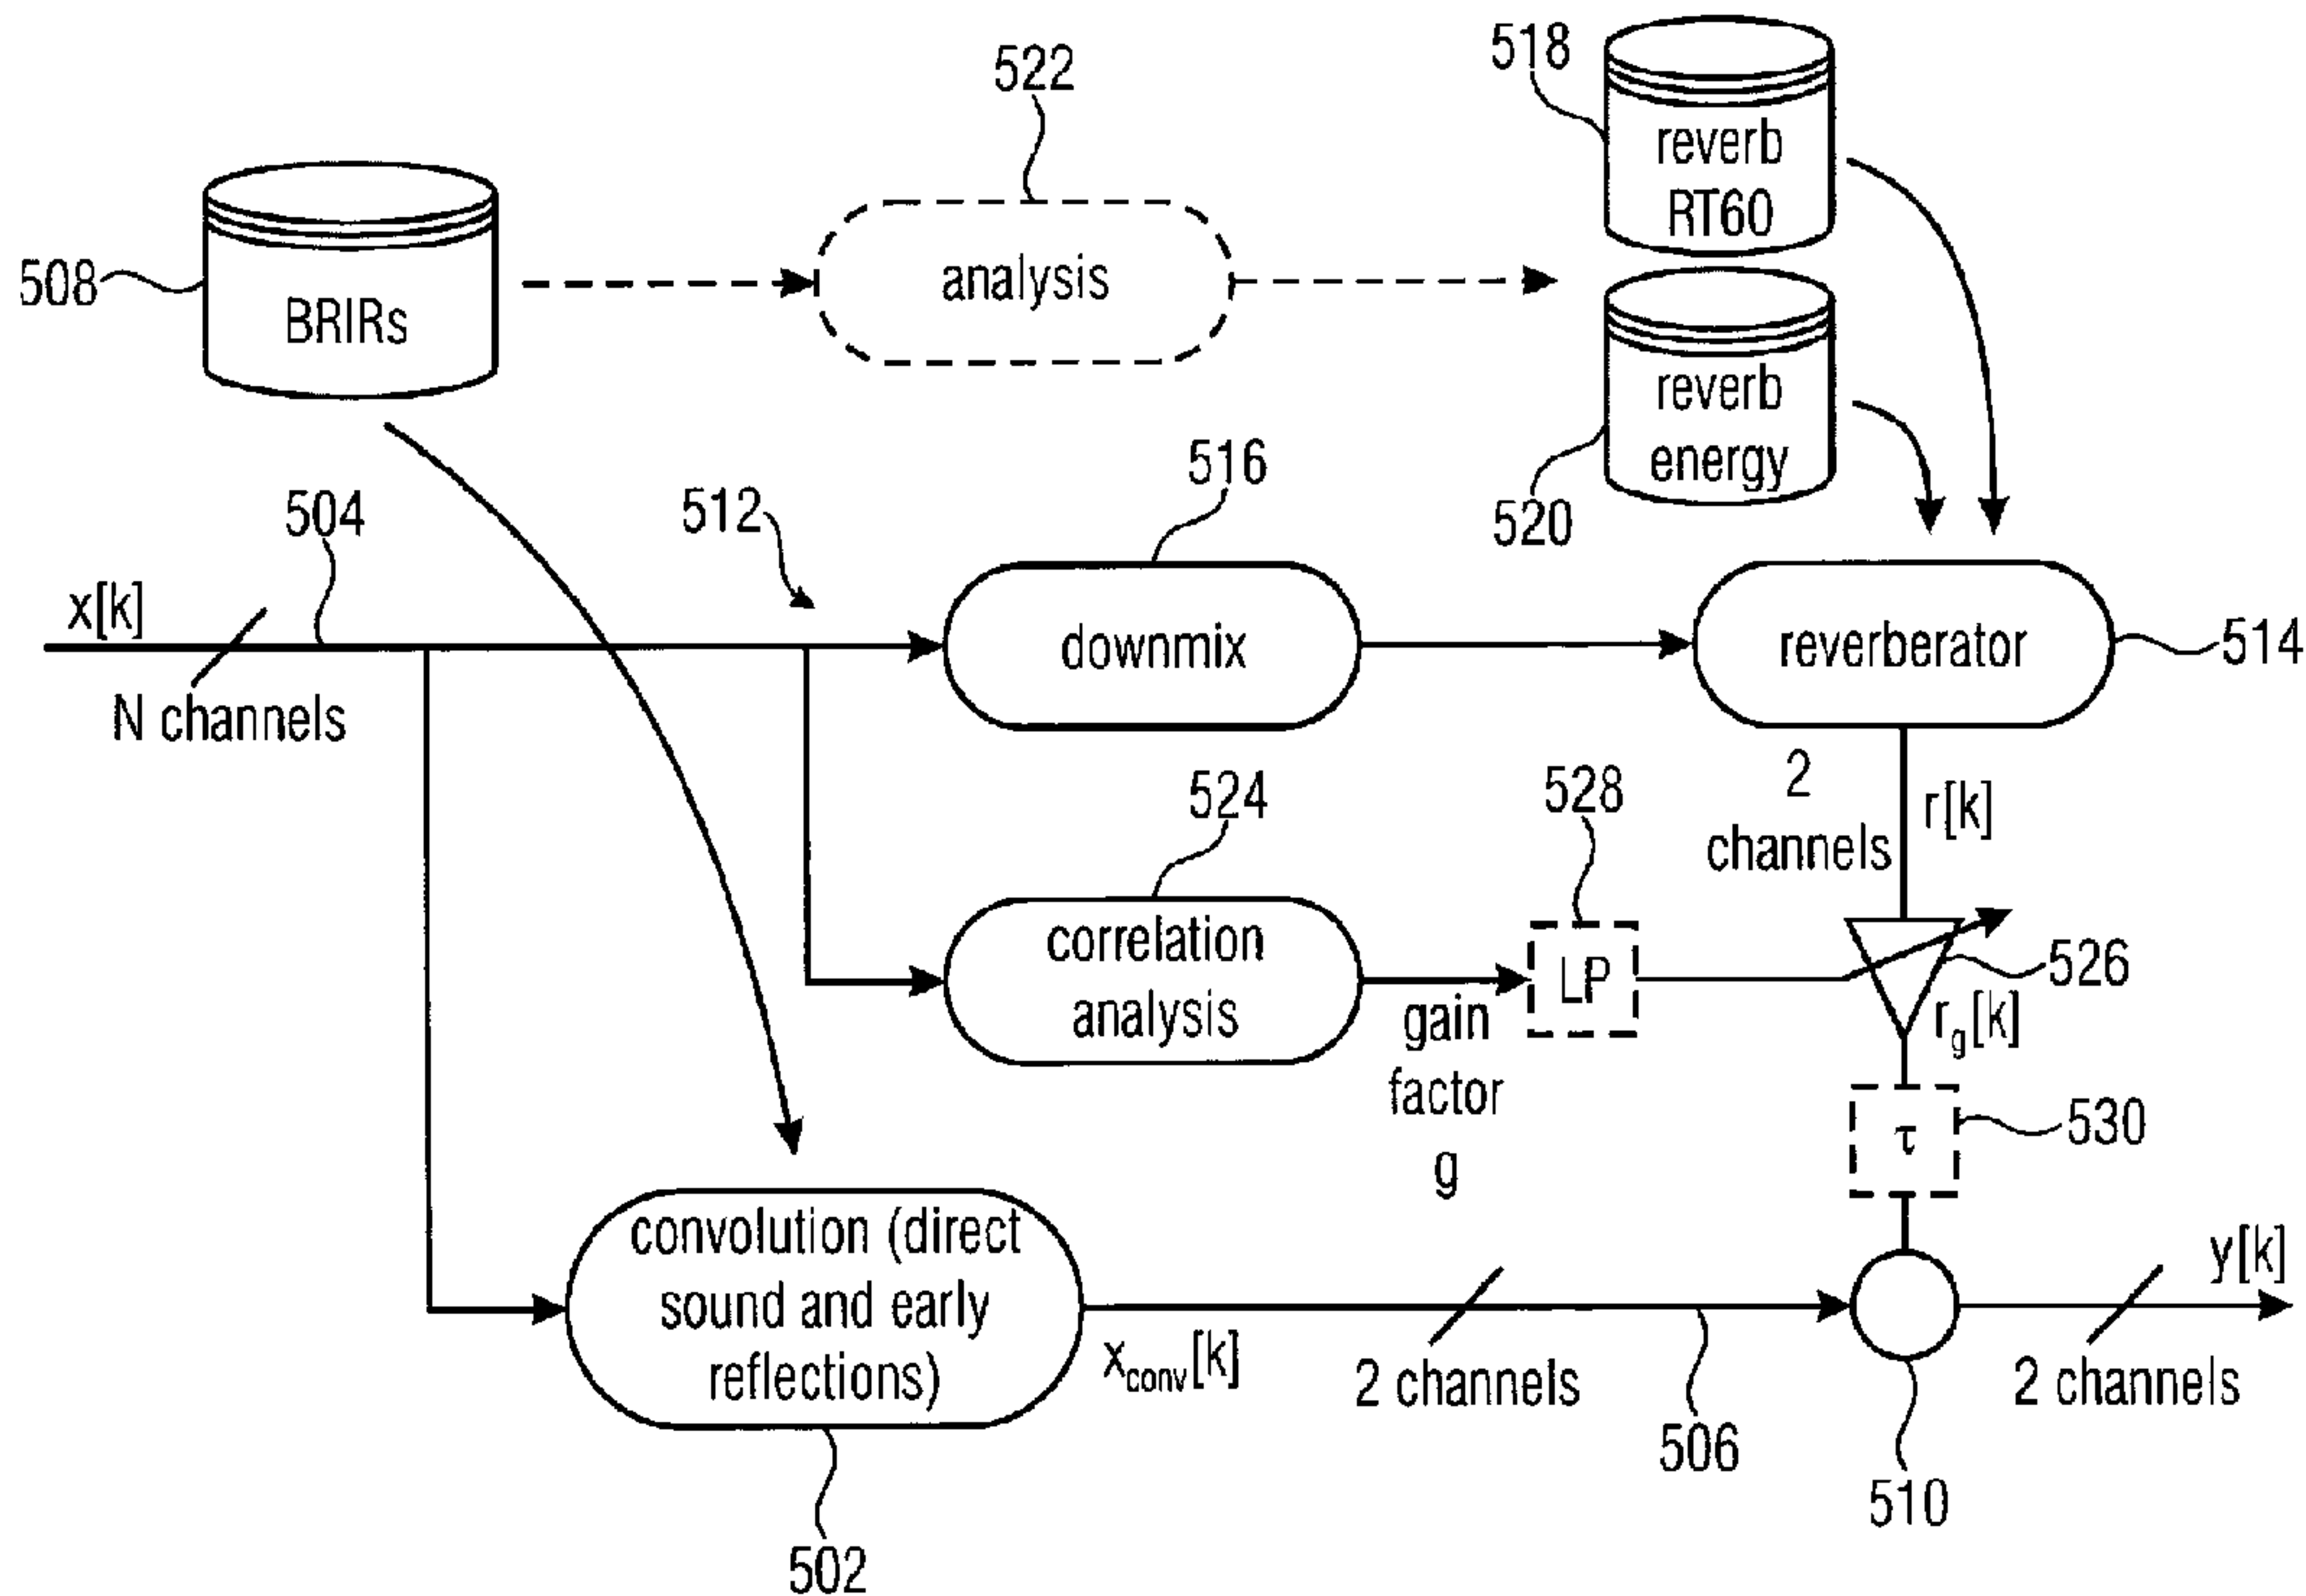 522
518
reverb
RT60
508
BRIRs
analysis
reverb
energy
520
516
512
504
x[k]
N channels
downmix
reverberator
514
2
channels
r[k]
524
528
correlation
analysis
LP
gain
factor
g
526
r_g[k]
τ
530
convolution (direct
sound and early
reflections)
x_conv[k]
2 channels
506
y[k]
2 channels
510
502